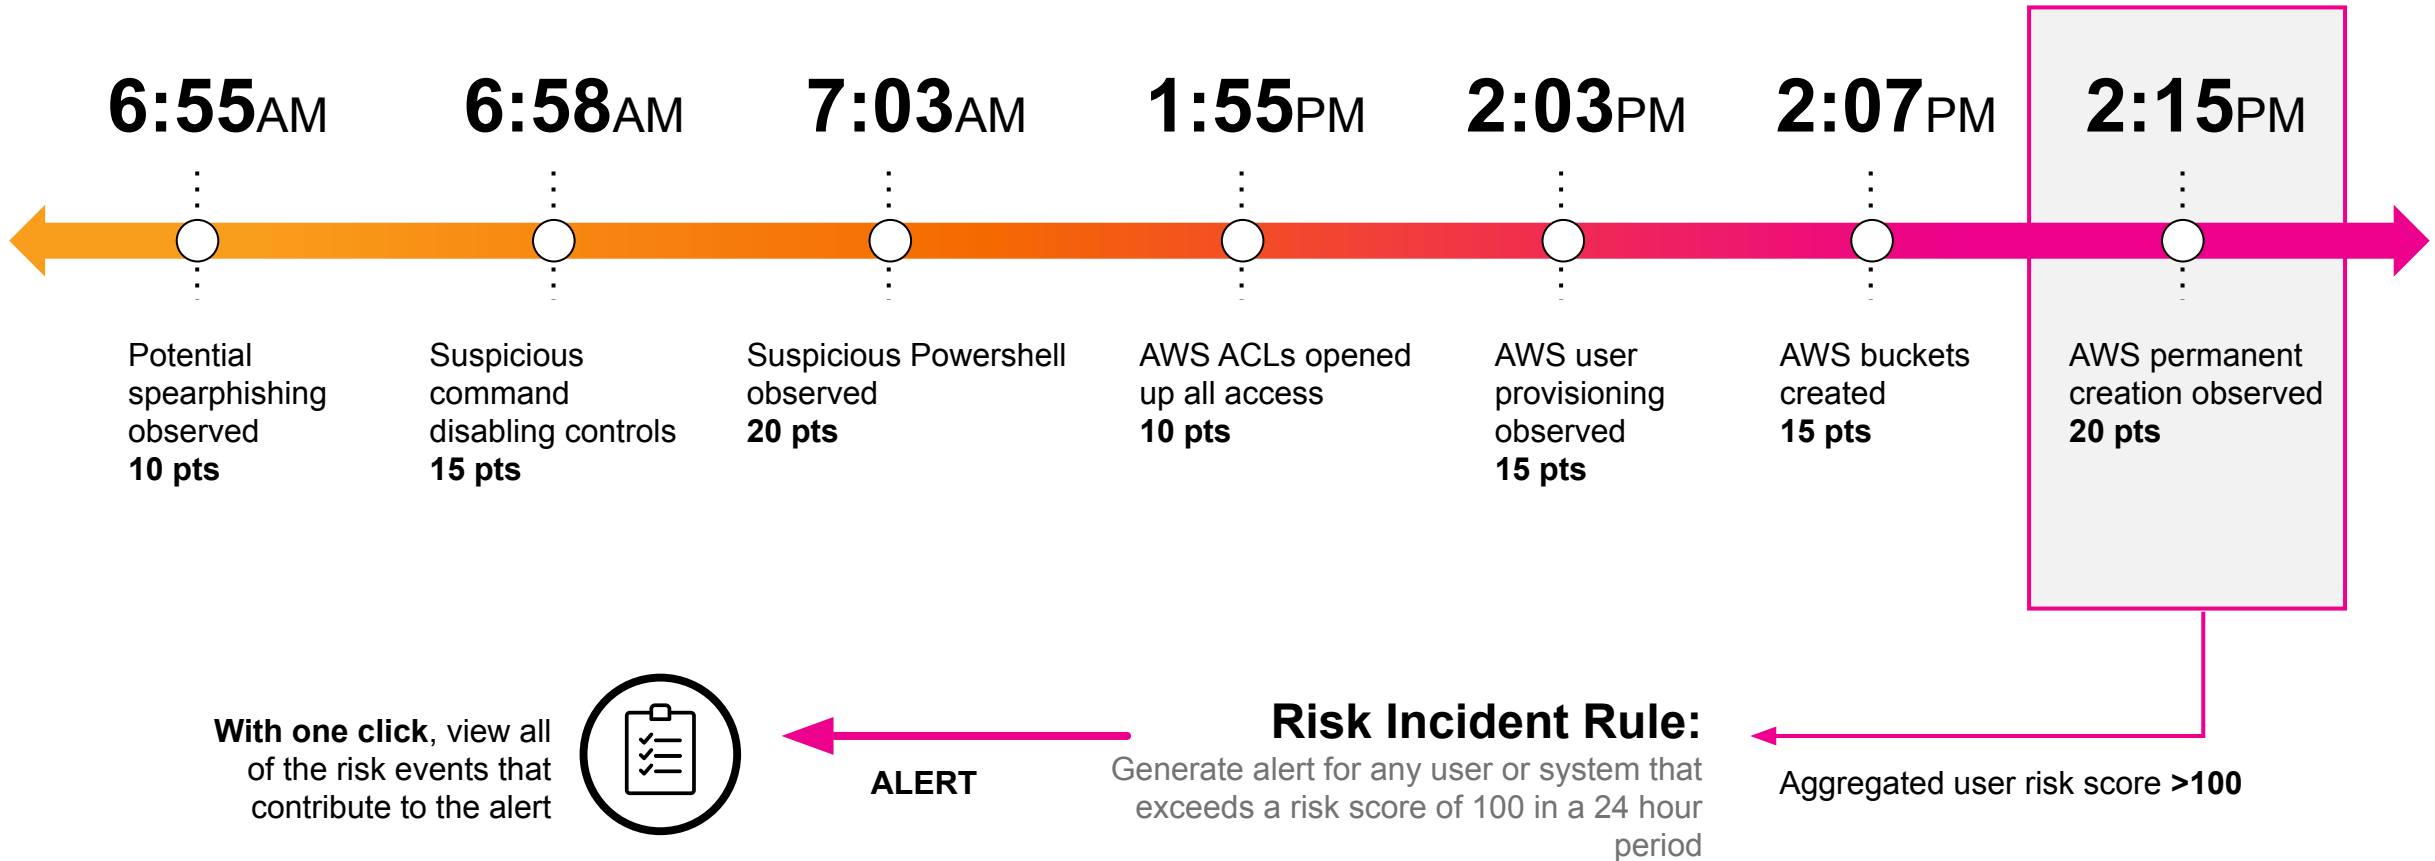 6:55AM
6:58AM
7:03AM
1:55PM
2:03PM
2:07PM
2:15PM
Potential
spearphishing
observed
10 pts
Suspicious
command
disabling controls
15 pts
Suspicious Powershell
observed
20 pts
AWS ACLs opened
up all access
10 pts
AWS user
provisioning
observed
15 pts
AWS buckets
created
15 pts
AWS permanent
creation observed
20 pts
With one click, view all
of the risk events that
contribute to the alert
ALERT
Risk Incident Rule:
Generate alert for any user or system that
exceeds a risk score of 100 in a 24 hour
period
Aggregated user risk score >100